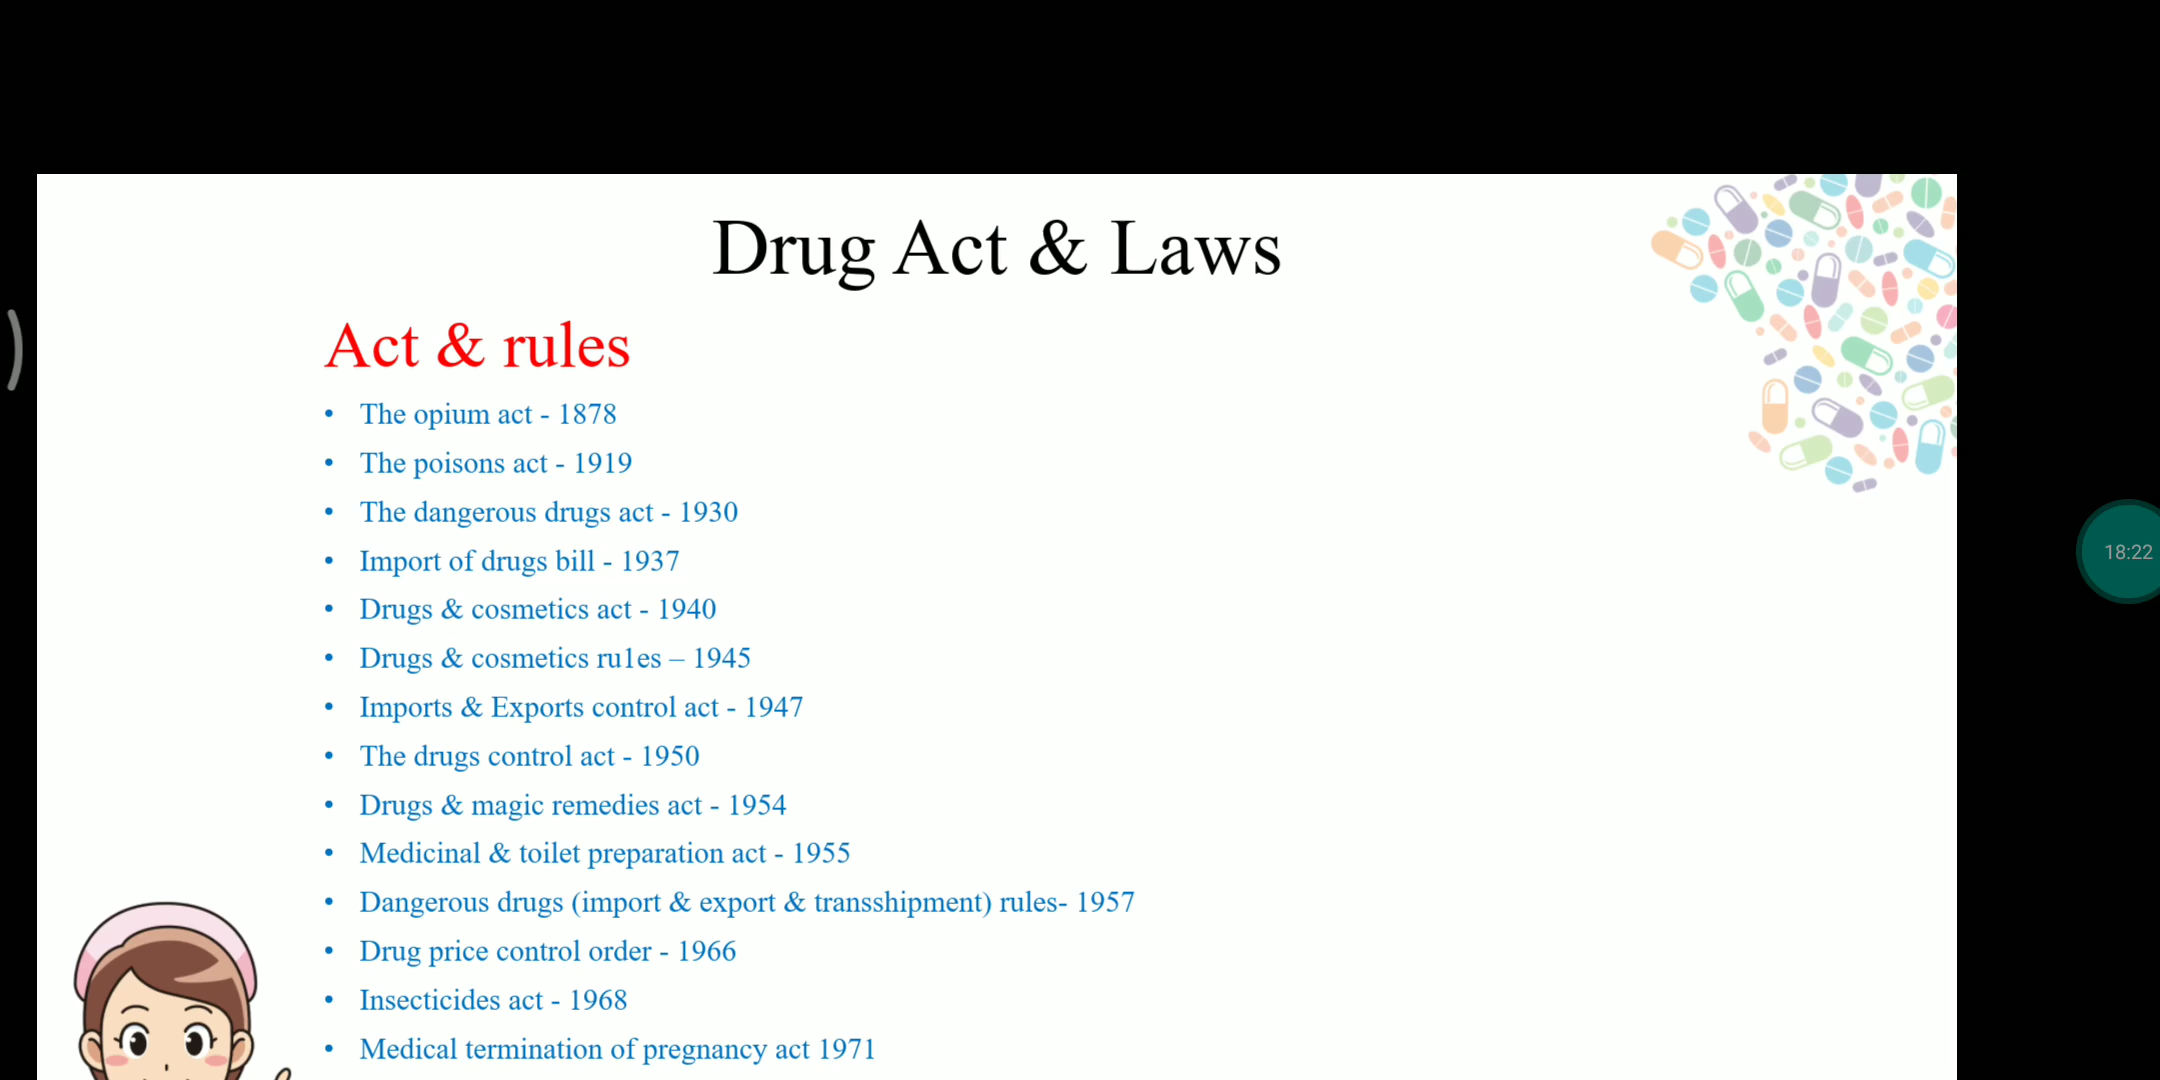 Drug Act & Laws
Act & rules
• The opium act - 1878
• The poisons act - 1919
• The dangerous drugs act - 1930
• Import of drugs bill - 1937
• Drugs & cosmetics act - 1940
• Drugs & cosmetics ru1es – 1945
• Imports & Exports control act - 1947
• The drugs control act - 1950
• Drugs & magic remedies act - 1954
• Medicinal & toilet preparation act - 1955
• Dangerous drugs (import & export & transshipment) rules- 1957
• Drug price control order - 1966
• Insecticides act - 1968
• Medical termination of pregnancy act 1971
18:22